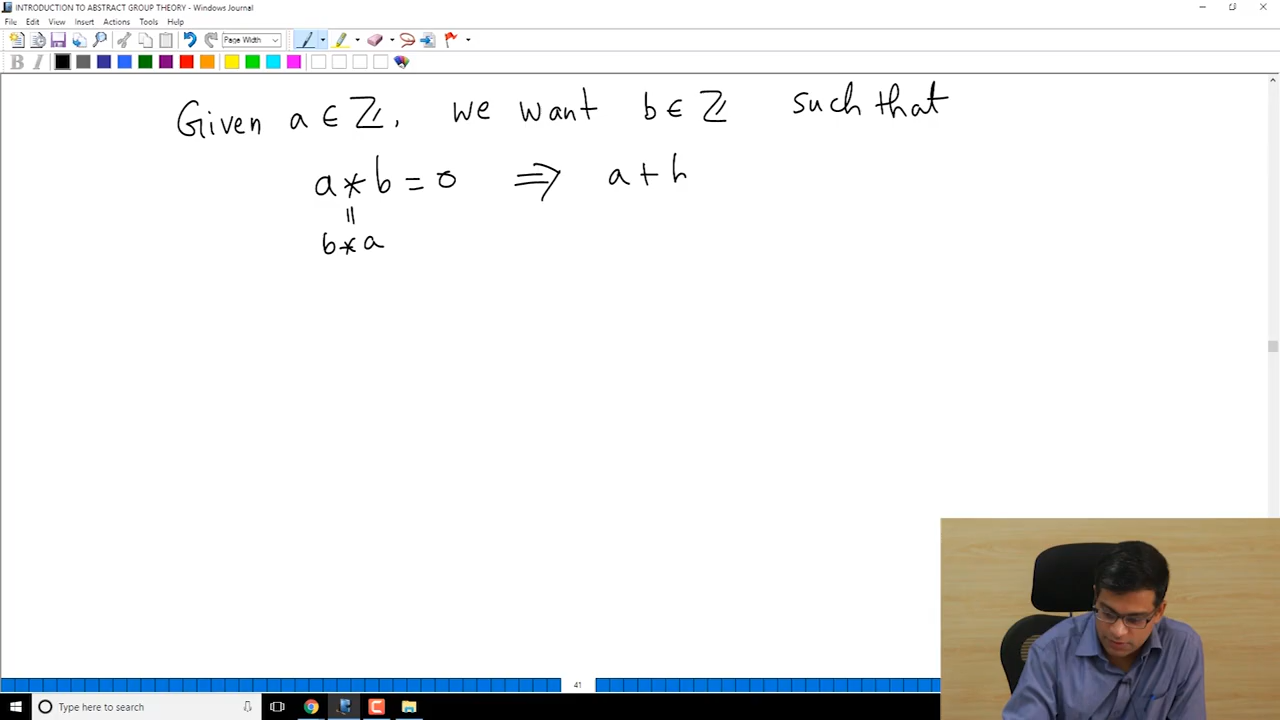 INTRODUCTION TO ABSTRACT GROUP THEORY - Windows Journal
File Edit View Insert Actions Tools Help
Page Width
B I
Given a ∈ ℤ, we want b ∈ ℤ such that
a * b = 0 ⇒ a + h
||
b * a
41
Type here to search